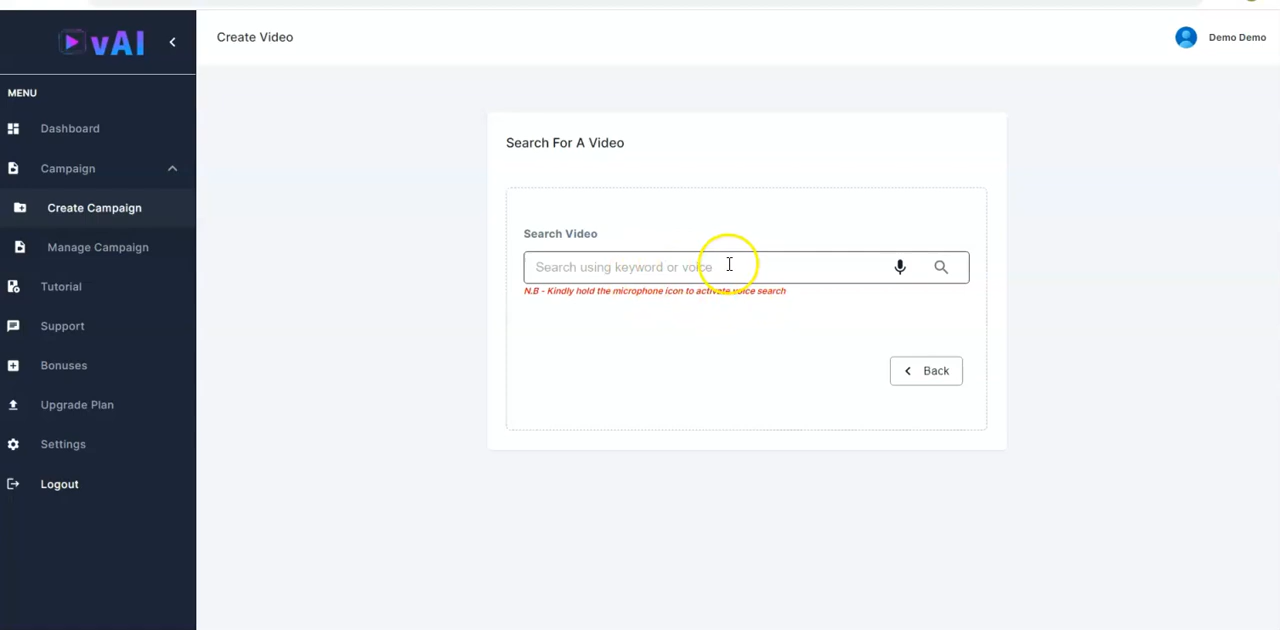 vAI
Create Video
Demo Demo
MENU
Dashboard
Campaign
Create Campaign
Manage Campaign
Tutorial
Support
Bonuses
Upgrade Plan
Settings
Logout
Search For A Video
Search Video
Search using keyword or voice
N.B - Kindly hold the microphone icon to activate voice search
Back